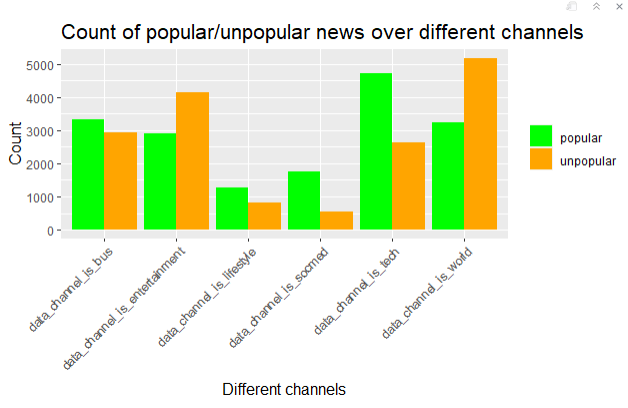 Count of popular/unpopular news over different channels
Count
5000
4000
3000
2000
1000
0
popular
unpopular
data_channel_is_bus
data_channel_is_entertainment
data_channel_is_lifestyle
data_channel_is_socmed
data_channel_is_tech
data_channel_is_world
Different channels